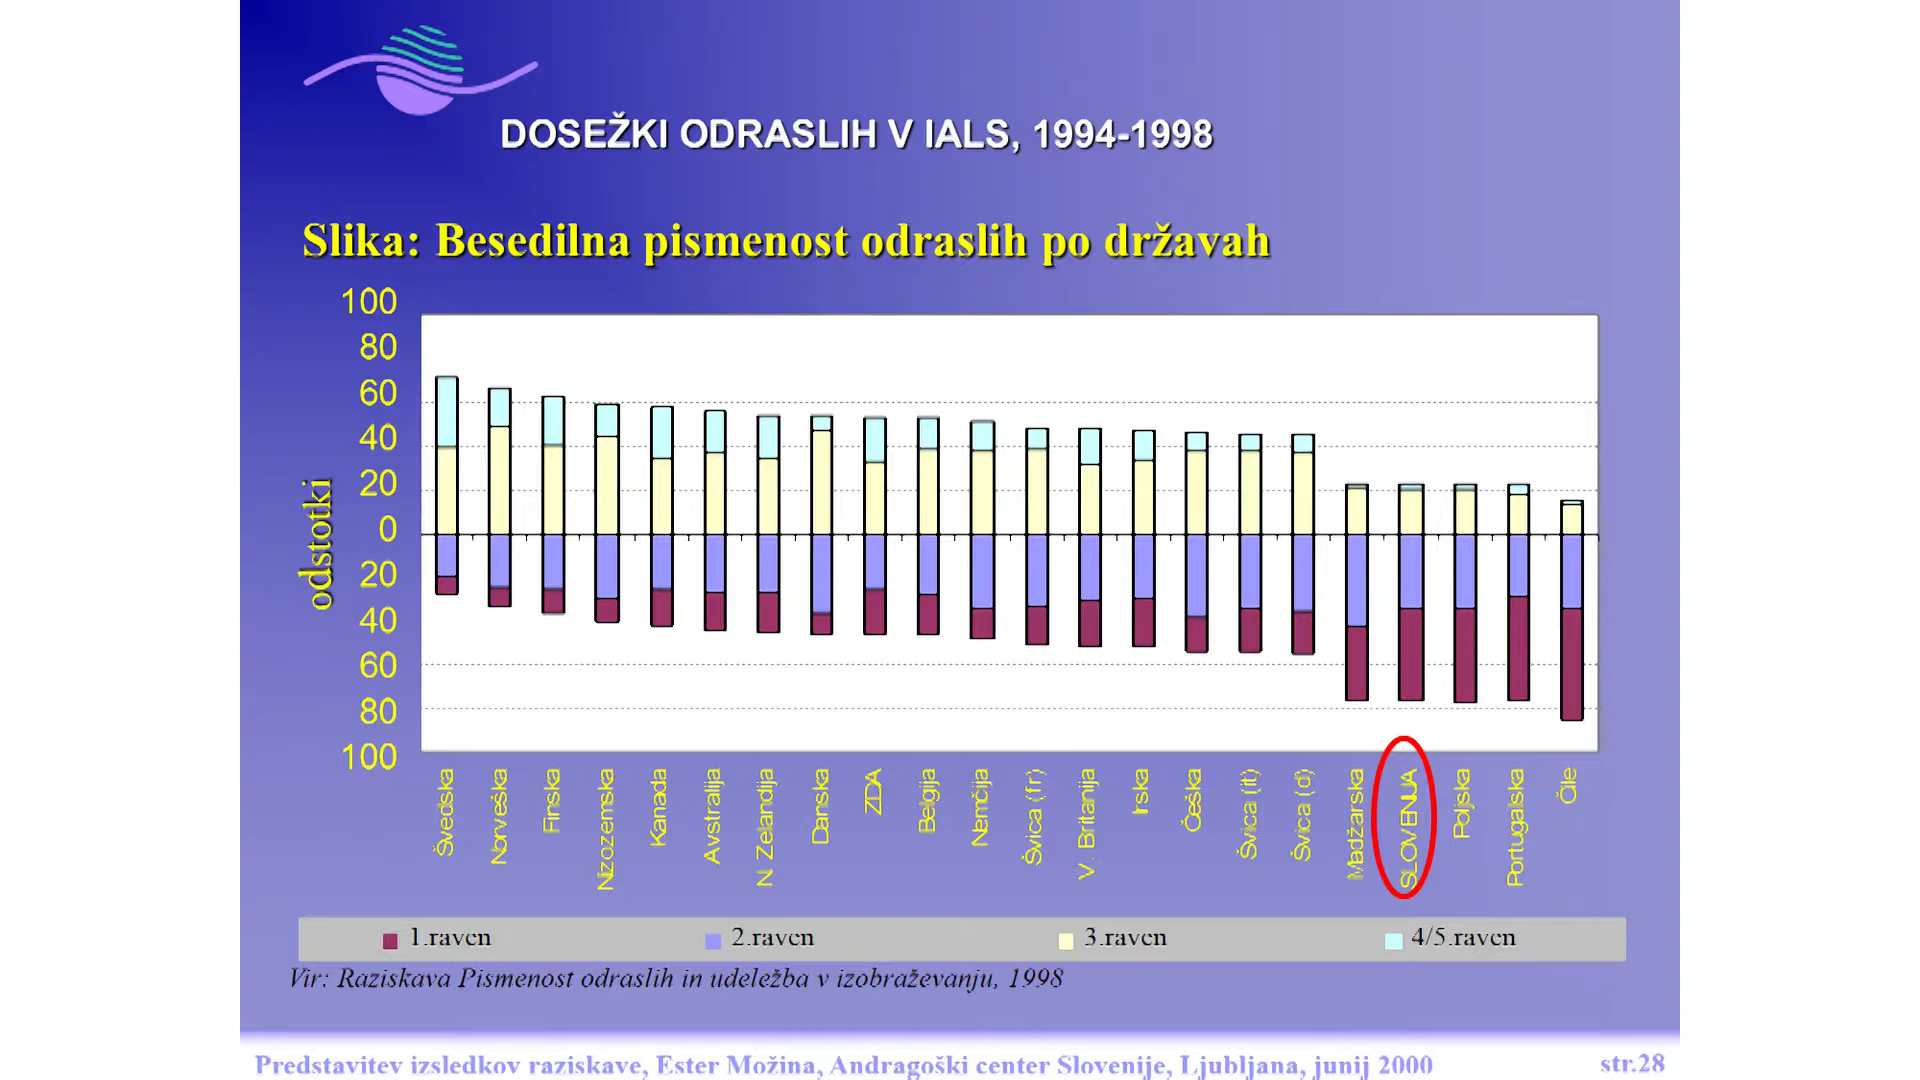 DOSEŽKI ODRASLIH V IALS, 1994-1998
Slika: Besedilna pismenost odraslih po državah
odstotki
100
80
60
40
20
0
20
40
60
80
100
Švedska
Norveška
Finska
Nizozemska
Kanada
Avstralija
N. Zelandija
Danska
ZDA
Belgija
Nemčija
Švica (fr)
V. Britanija
Irska
Češka
Švica (it)
Švica (d)
Madžarska
SLOVENIJA
Poljska
Portugalska
Čile
1.raven
2.raven
3.raven
4/5.raven
Vir: Raziskava Pismenost odraslih in udeležba v izobraževanju, 1998
Predstavitev izsledkov raziskave, Ester Možina, Andragoški center Slovenije, Ljubljana, junij 2000
str.28